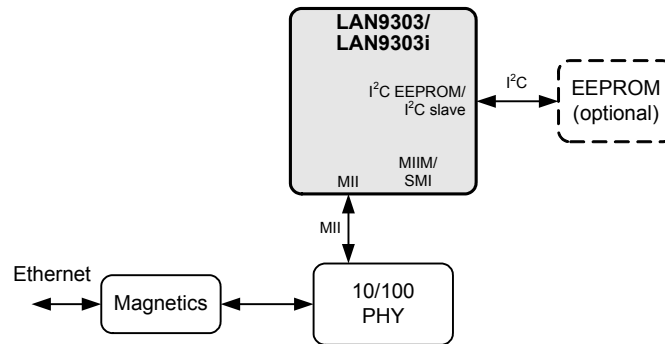 LAN9303/
LAN9303i
I²C EEPROM/
I²C slave
I²C
EEPROM
(optional)
MIIM/
SMI
MII
MII
Ethernet
Magnetics
10/100
PHY